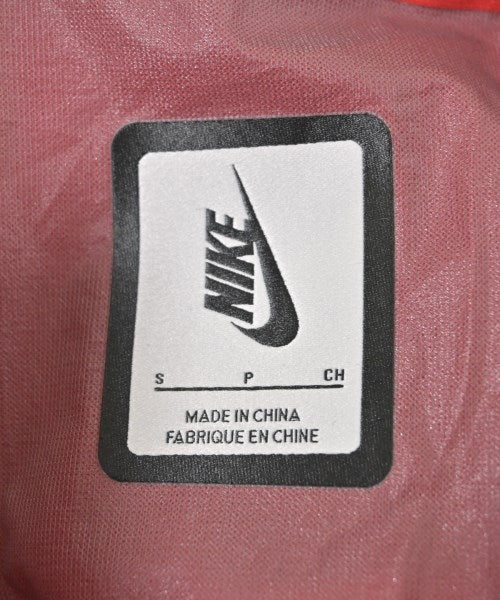 NIKE
S P CH
MADE IN CHINA
FABRIQUE EN CHINE